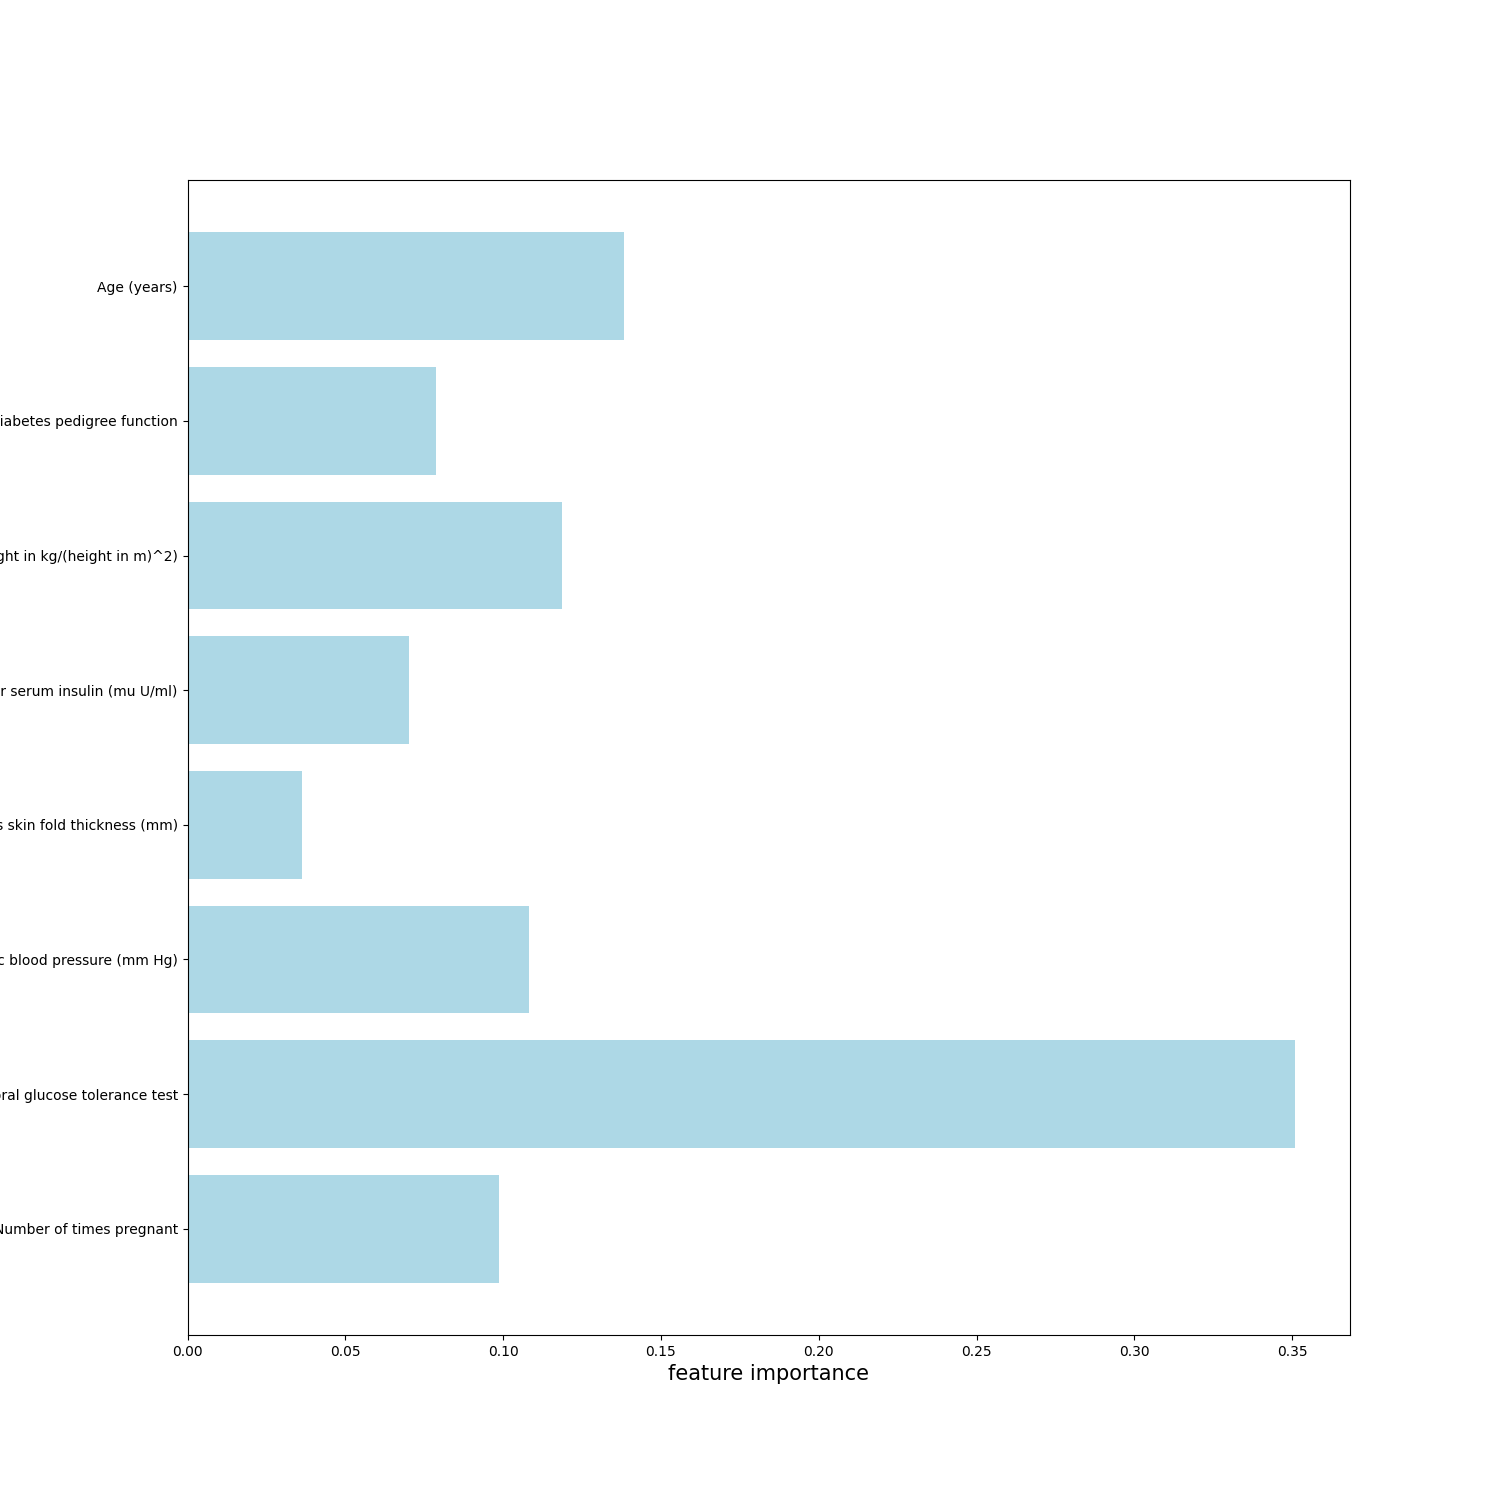 Age (years)
iabetes pedigree function
ght in kg/(height in m)^2)
r serum insulin (mu U/ml)
s skin fold thickness (mm)
c blood pressure (mm Hg)
oral glucose tolerance test
Number of times pregnant
0.00 0.05 0.10 0.15 0.20 0.25 0.30 0.35
feature importance